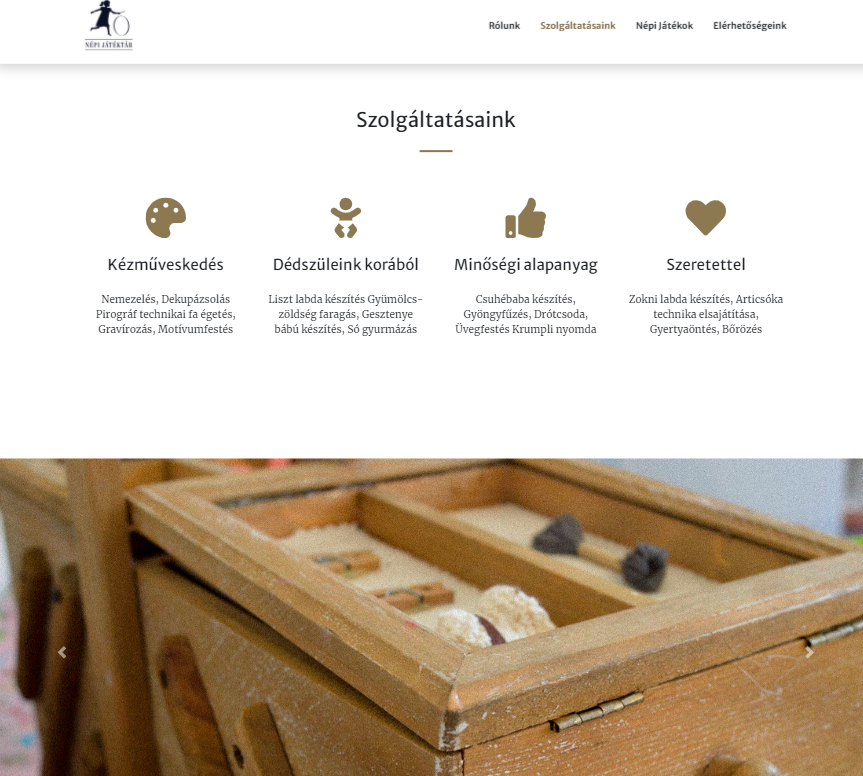 NÉPI JÁTÉKTÁR
Rólunk Szolgáltatásaink Népi Játékok Elérhetőségeink
Szolgáltatásaink
Kézműveskedés
Nemezelés, Dekupázsolás
Pirográf technikai fa égetés,
Gravírozás, Motívumfestés
Dédszüleink korából
Liszt labda készítés Gyümölcs-
zöldség faragás, Gesztenye
bábú készítés, Só gyurmázás
Minőségi alapanyag
Csuhébaba készítés,
Gyöngyfűzés, Drótcsoda,
Üvegfestés Krumpli nyomda
Szeretettel
Zokni labda készítés, Articsóka
technika elsajátítása,
Gyertyaöntés, Bőrözés